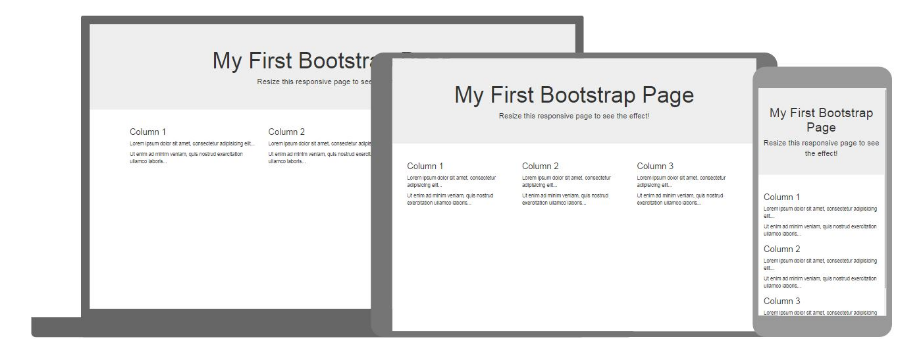 My First Bootstrap
Resize this responsive page to see
Column 1
Lorem ipsum dolor sit amet, consectetur adipisicing elit...
Ut enim ad minim veniam, quis nostrud exercitation
ullamco laboris...
Column 2
Lorem ipsum dolor sit amet, consectetur
Ut enim ad minim veniam, quis nostrud
ullamco laboris...
My First Bootstrap Page
Resize this responsive page to see the effect!
Column 1
Lorem ipsum dolor sit amet, consectetur
adipisicing elit...
Ut enim ad minim veniam, quis nostrud
exercitation ullamco laboris...
Column 2
Lorem ipsum dolor sit amet, consectetur
adipisicing elit...
Ut enim ad minim veniam, quis nostrud
exercitation ullamco laboris...
Column 3
Lorem ipsum dolor sit amet, consectetur
adipisicing elit...
Ut enim ad minim veniam, quis nostrud
exercitation ullamco laboris...
My First Bootstrap
Page
Resize this responsive page to see
the effect!
Column 1
Lorem ipsum dolor sit amet, consectetur adipisicing
elit...
Ut enim ad minim veniam, quis nostrud exercitation
ullamco laboris...
Column 2
Lorem ipsum dolor sit amet, consectetur adipisicing
elit...
Ut enim ad minim veniam, quis nostrud exercitation
ullamco laboris...
Column 3
Lorem ipsum dolor sit amet, consectetur adipisicing